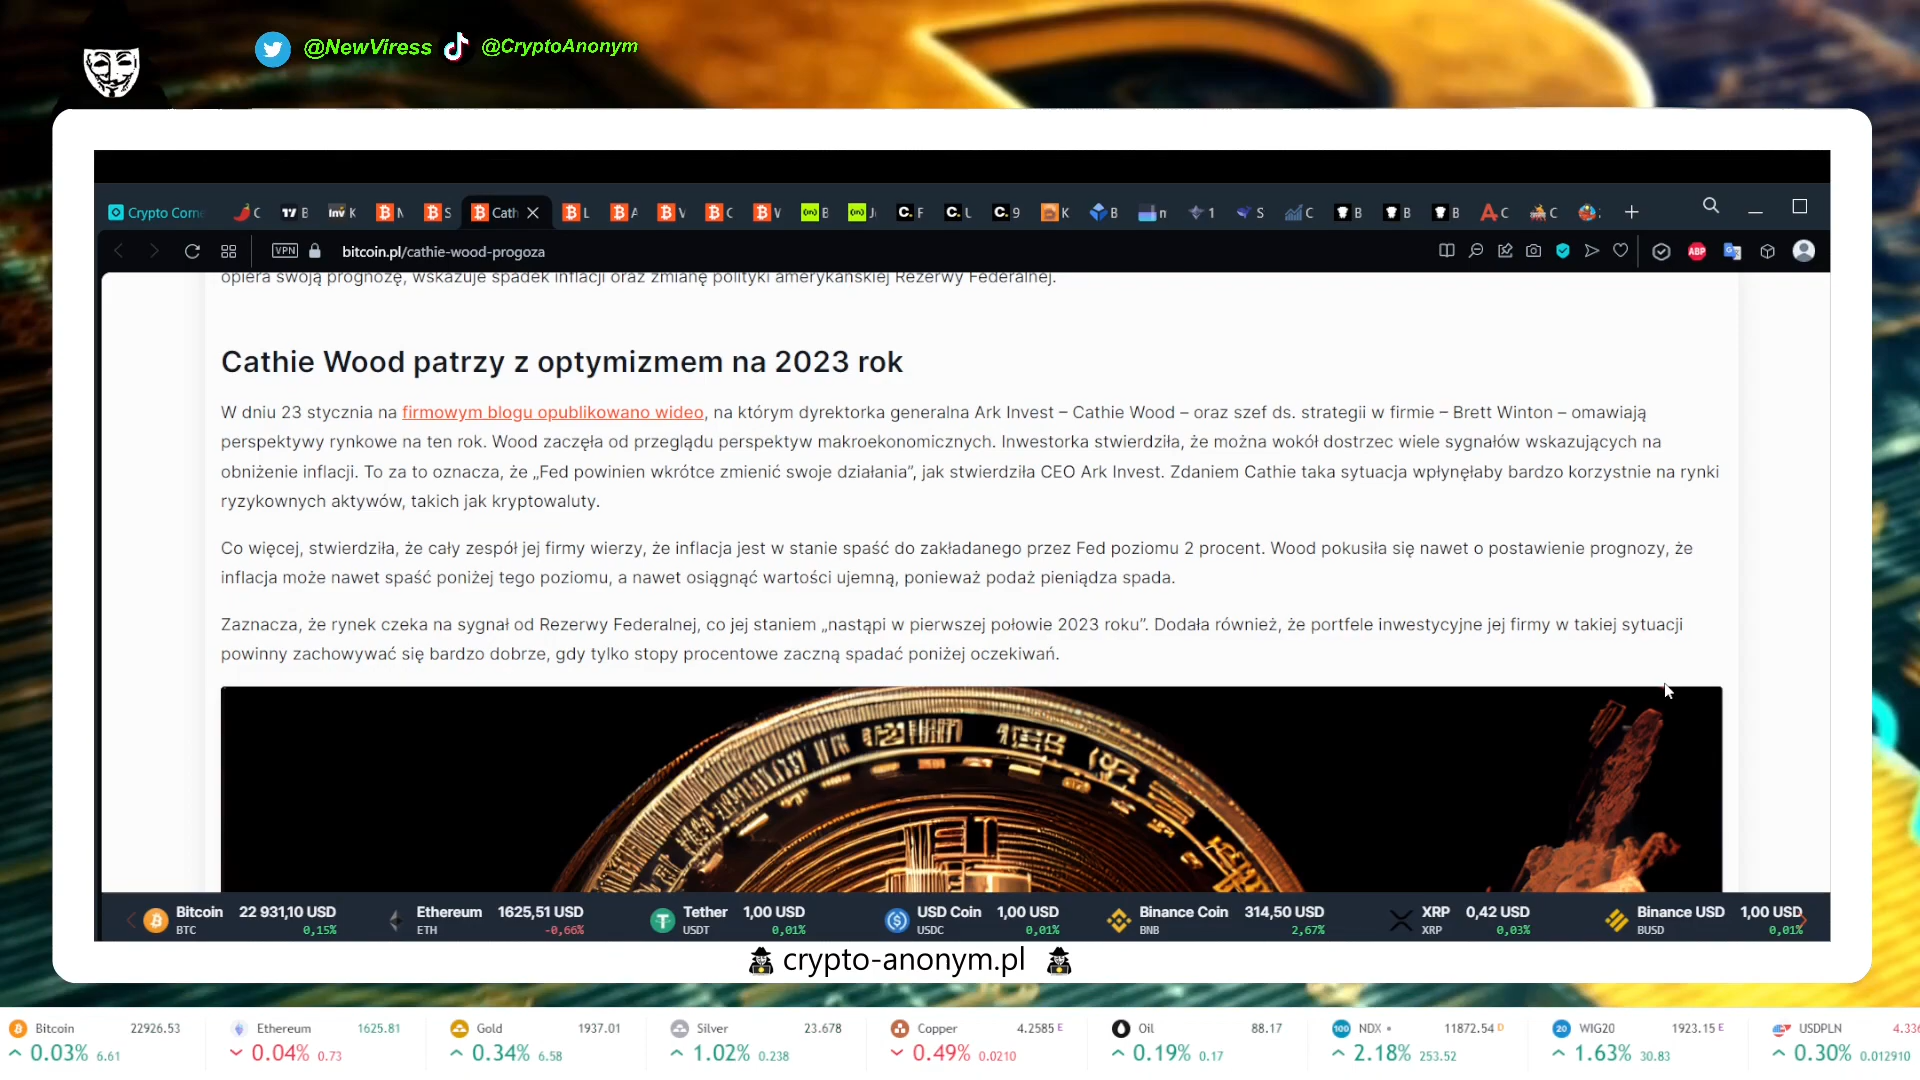 @NewViress @CryptoAnonym
Crypto Corne
bitcoin.pl/cathie-wood-progoza
opiera swoją prognozę, wskazuje spadek inflacji oraz zmianę polityki amerykańskiej Rezerwy Federalnej.
Cathie Wood patrzy z optymizmem na 2023 rok
W dniu 23 stycznia na firmowym blogu opublikowano wideo, na którym dyrektorka generalna Ark Invest – Cathie Wood – oraz szef ds. strategii w firmie – Brett Winton – omawiają
perspektywy rynkowe na ten rok. Wood zaczęła od przeglądu perspektyw makroekonomicznych. Inwestorka stwierdziła, że można wokół dostrzec wiele sygnałów wskazujących na
obniżenie inflacji. To za to oznacza, że „Fed powinien wkrótce zmienić swoje działania”, jak stwierdziła CEO Ark Invest. Zdaniem Cathie taka sytuacja wpłynęłaby bardzo korzystnie na rynki
ryzykownych aktywów, takich jak kryptowaluty.
Co więcej, stwierdziła, że cały zespół jej firmy wierzy, że inflacja jest w stanie spaść do zakładanego przez Fed poziomu 2 procent. Wood pokusiła się nawet o postawienie prognozy, że
inflacja może nawet spaść poniżej tego poziomu, a nawet osiągnąć wartości ujemną, ponieważ podaż pieniądza spada.
Zaznacza, że rynek czeka na sygnał od Rezerwy Federalnej, co jej staniem „nastąpi w pierwszej połowie 2023 roku”. Dodała również, że portfele inwestycyjne jej firmy w takiej sytuacji
powinny zachowywać się bardzo dobrze, gdy tylko stopy procentowe zaczną spadać poniżej oczekiwań.
Bitcoin 22 931,10 USD Ethereum 1625,51 USD Tether 1,00 USD USD Coin 1,00 USD Binance Coin 314,50 USD XRP 0,42 USD Binance USD 1,00 USD
BTC 0,15% ETH -0,66% USDT 0,01% USDC 0,01% BNB 2,67% XRP 0,03% BUSD 0,01%
crypto-anonym.pl
Bitcoin 22926.53 Ethereum 1625.81 Gold 1937.01 Silver 23.678 Copper 4.2585 E Oil 88.17 NDX 11872.54 D WIG20 1923.15 E USDPLN
0.03% 6.61 0.04% 0.73 0.34% 6.58 1.02% 0.238 0.49% 0.0210 0.19% 0.17 2.18% 253.52 1.63% 30.83 0.30% 0.012910